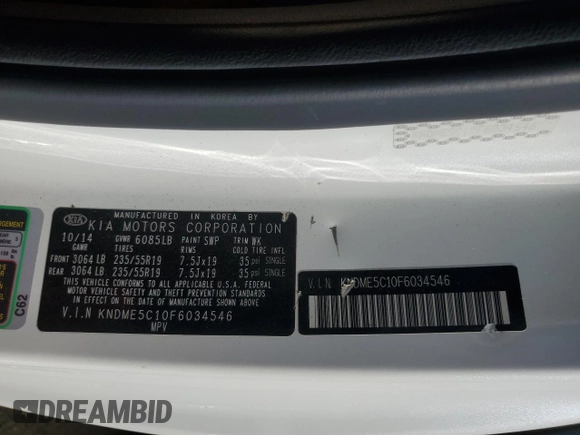 MANUFACTURED IN KOREA BY
KIA KIA MOTORS CORPORATION
10/14 GVWR 6085LB PAINT SWP TRIM WK
GAWR TIRES RIMS COLD TIRE INFL
FRONT 3064 LB 235/55R19 7.5Jx19 35 psi SINGLE
REAR 3064 LB 235/55R19 7.5Jx19 35 psi SINGLE
THIS VEHICLE CONFORMS TO ALL
APPLICABLE U.S.A. FEDERAL
MOTOR VEHICLE SAFETY AND
THEFT PREVENTION STANDARDS IN
EFFECT ON THE DATE OF
MANUFACTURE SHOWN ABOVE
V.I.N KNDME5C10F6034546
MPV
V.I.N KNDME5C10F6034546
C62
DREAMBID